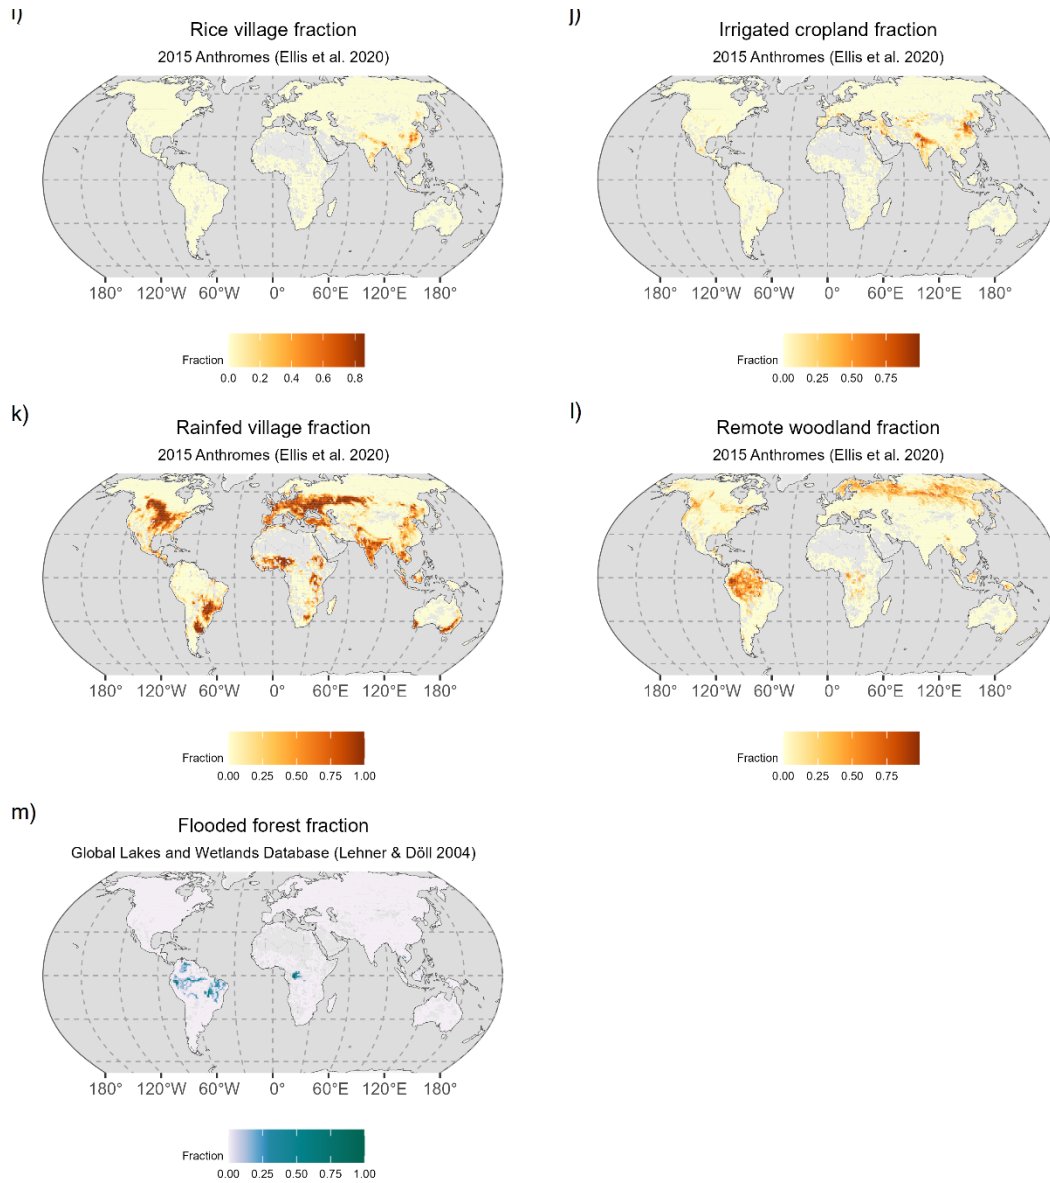 i)
Rice village fraction
2015 Anthromes (Ellis et al. 2020)
180° 120°W 60°W 0° 60°E 120°E 180°
Fraction
0.0 0.2 0.4 0.6 0.8
j)
Irrigated cropland fraction
2015 Anthromes (Ellis et al. 2020)
180° 120°W 60°W 0° 60°E 120°E 180°
Fraction
0.00 0.25 0.50 0.75
k)
Rainfed village fraction
2015 Anthromes (Ellis et al. 2020)
180° 120°W 60°W 0° 60°E 120°E 180°
Fraction
0.00 0.25 0.50 0.75 1.00
l)
Remote woodland fraction
2015 Anthromes (Ellis et al. 2020)
180° 120°W 60°W 0° 60°E 120°E 180°
Fraction
0.00 0.25 0.50 0.75
m)
Flooded forest fraction
Global Lakes and Wetlands Database (Lehner & Döll 2004)
180° 120°W 60°W 0° 60°E 120°E 180°
Fraction
0.00 0.25 0.50 0.75 1.00